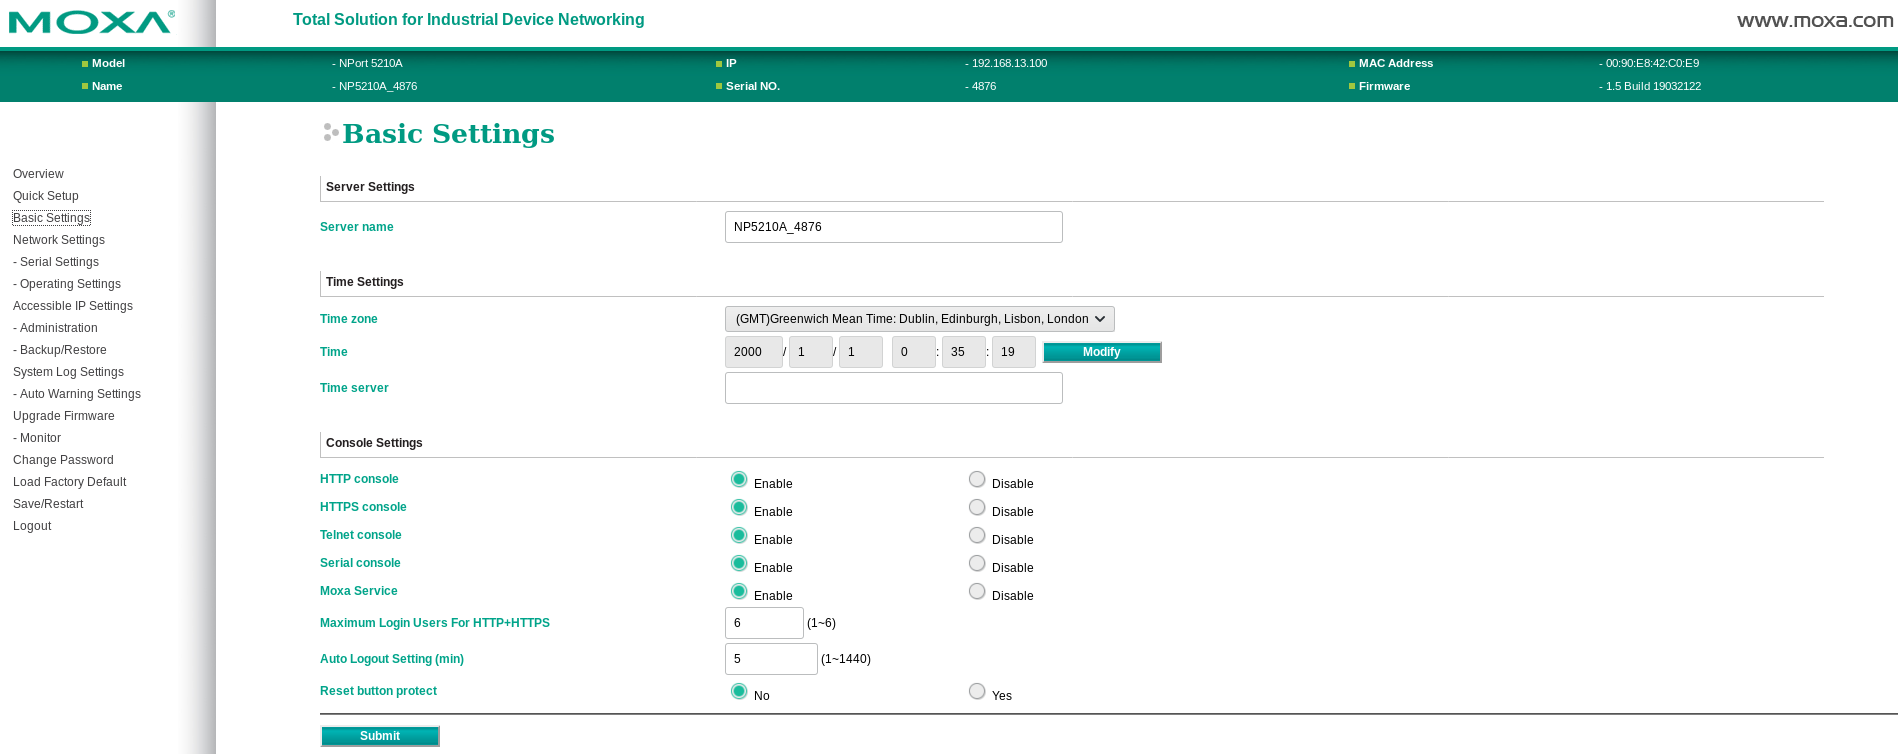 MOXA®
Total Solution for Industrial Device Networking
www.moxa.com
Model - NPort 5210A IP - 192.168.13.100 MAC Address - 00:90:E8:42:C0:E9
Name - NP5210A_4876 Serial NO. - 4876 Firmware - 1.5 Build 19032122
Overview
Quick Setup
Basic Settings
Network Settings
- Serial Settings
- Operating Settings
Accessible IP Settings
- Administration
- Backup/Restore
System Log Settings
- Auto Warning Settings
Upgrade Firmware
- Monitor
Change Password
Load Factory Default
Save/Restart
Logout
Basic Settings
Server Settings
Server name NP5210A_4876
Time Settings
Time zone (GMT)Greenwich Mean Time: Dublin, Edinburgh, Lisbon, London
Time 2000 / 1 / 1 0 : 35 : 19 Modify
Time server
Console Settings
HTTP console Enable Disable
HTTPS console Enable Disable
Telnet console Enable Disable
Serial console Enable Disable
Moxa Service Enable Disable
Maximum Login Users For HTTP+HTTPS 6 (1~6)
Auto Logout Setting (min) 5 (1~1440)
Reset button protect No Yes
Submit